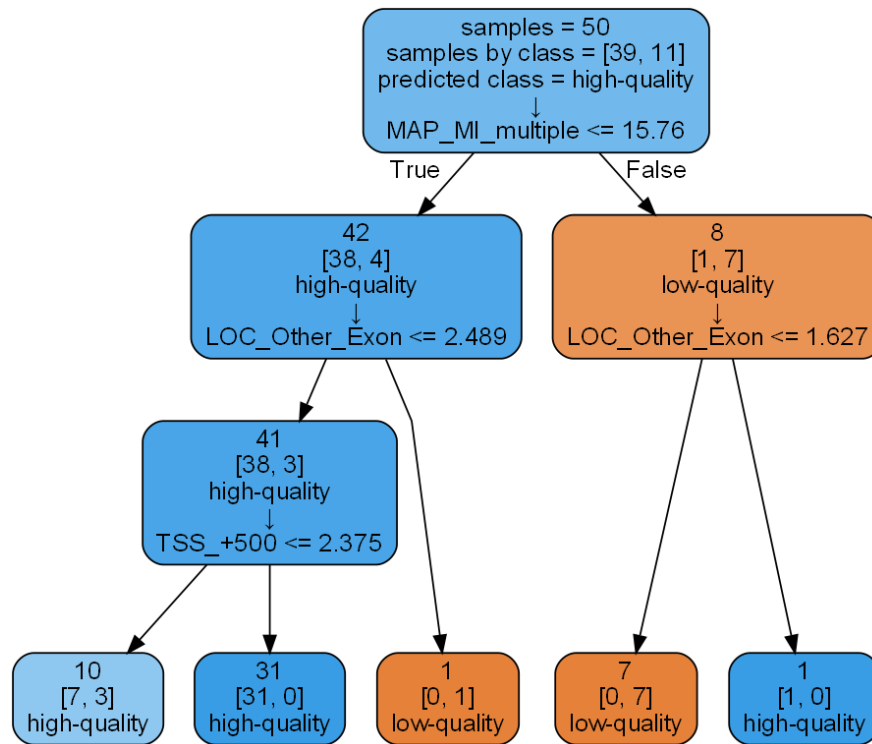 samples = 50
samples by class = [39, 11]
predicted class = high-quality
↓
MAP_MI_multiple <= 15.76
True
False
42
[38, 4]
high-quality
↓
LOC_Other_Exon <= 2.489
8
[1, 7]
low-quality
↓
LOC_Other_Exon <= 1.627
41
[38, 3]
high-quality
↓
TSS_+500 <= 2.375
10
[7, 3]
high-quality
31
[31, 0]
high-quality
1
[0, 1]
low-quality
7
[0, 7]
low-quality
1
[1, 0]
high-quality